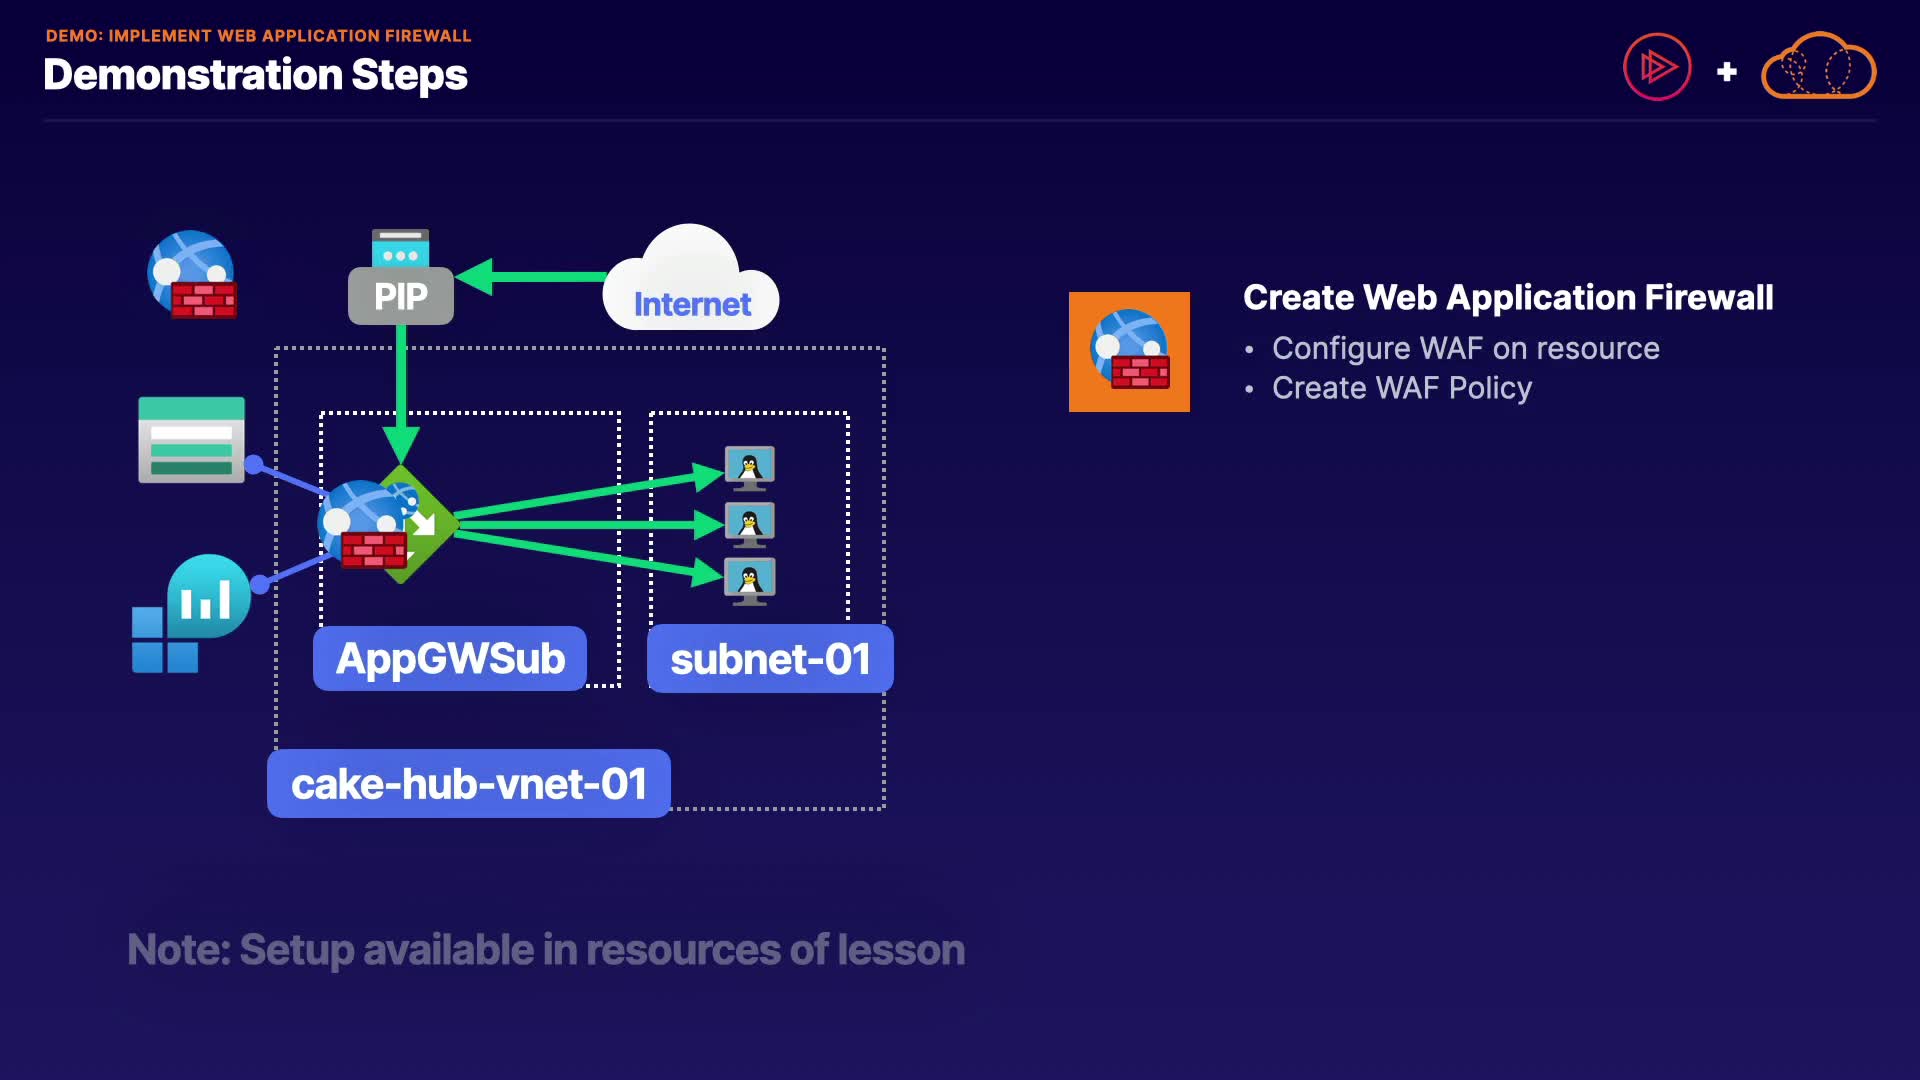 DEMO: IMPLEMENT WEB APPLICATION FIREWALL
Demonstration Steps
PIP
Internet
Create Web Application Firewall
• Configure WAF on resource
• Create WAF Policy
AppGWSub
subnet-01
cake-hub-vnet-01
Note: Setup available in resources of lesson